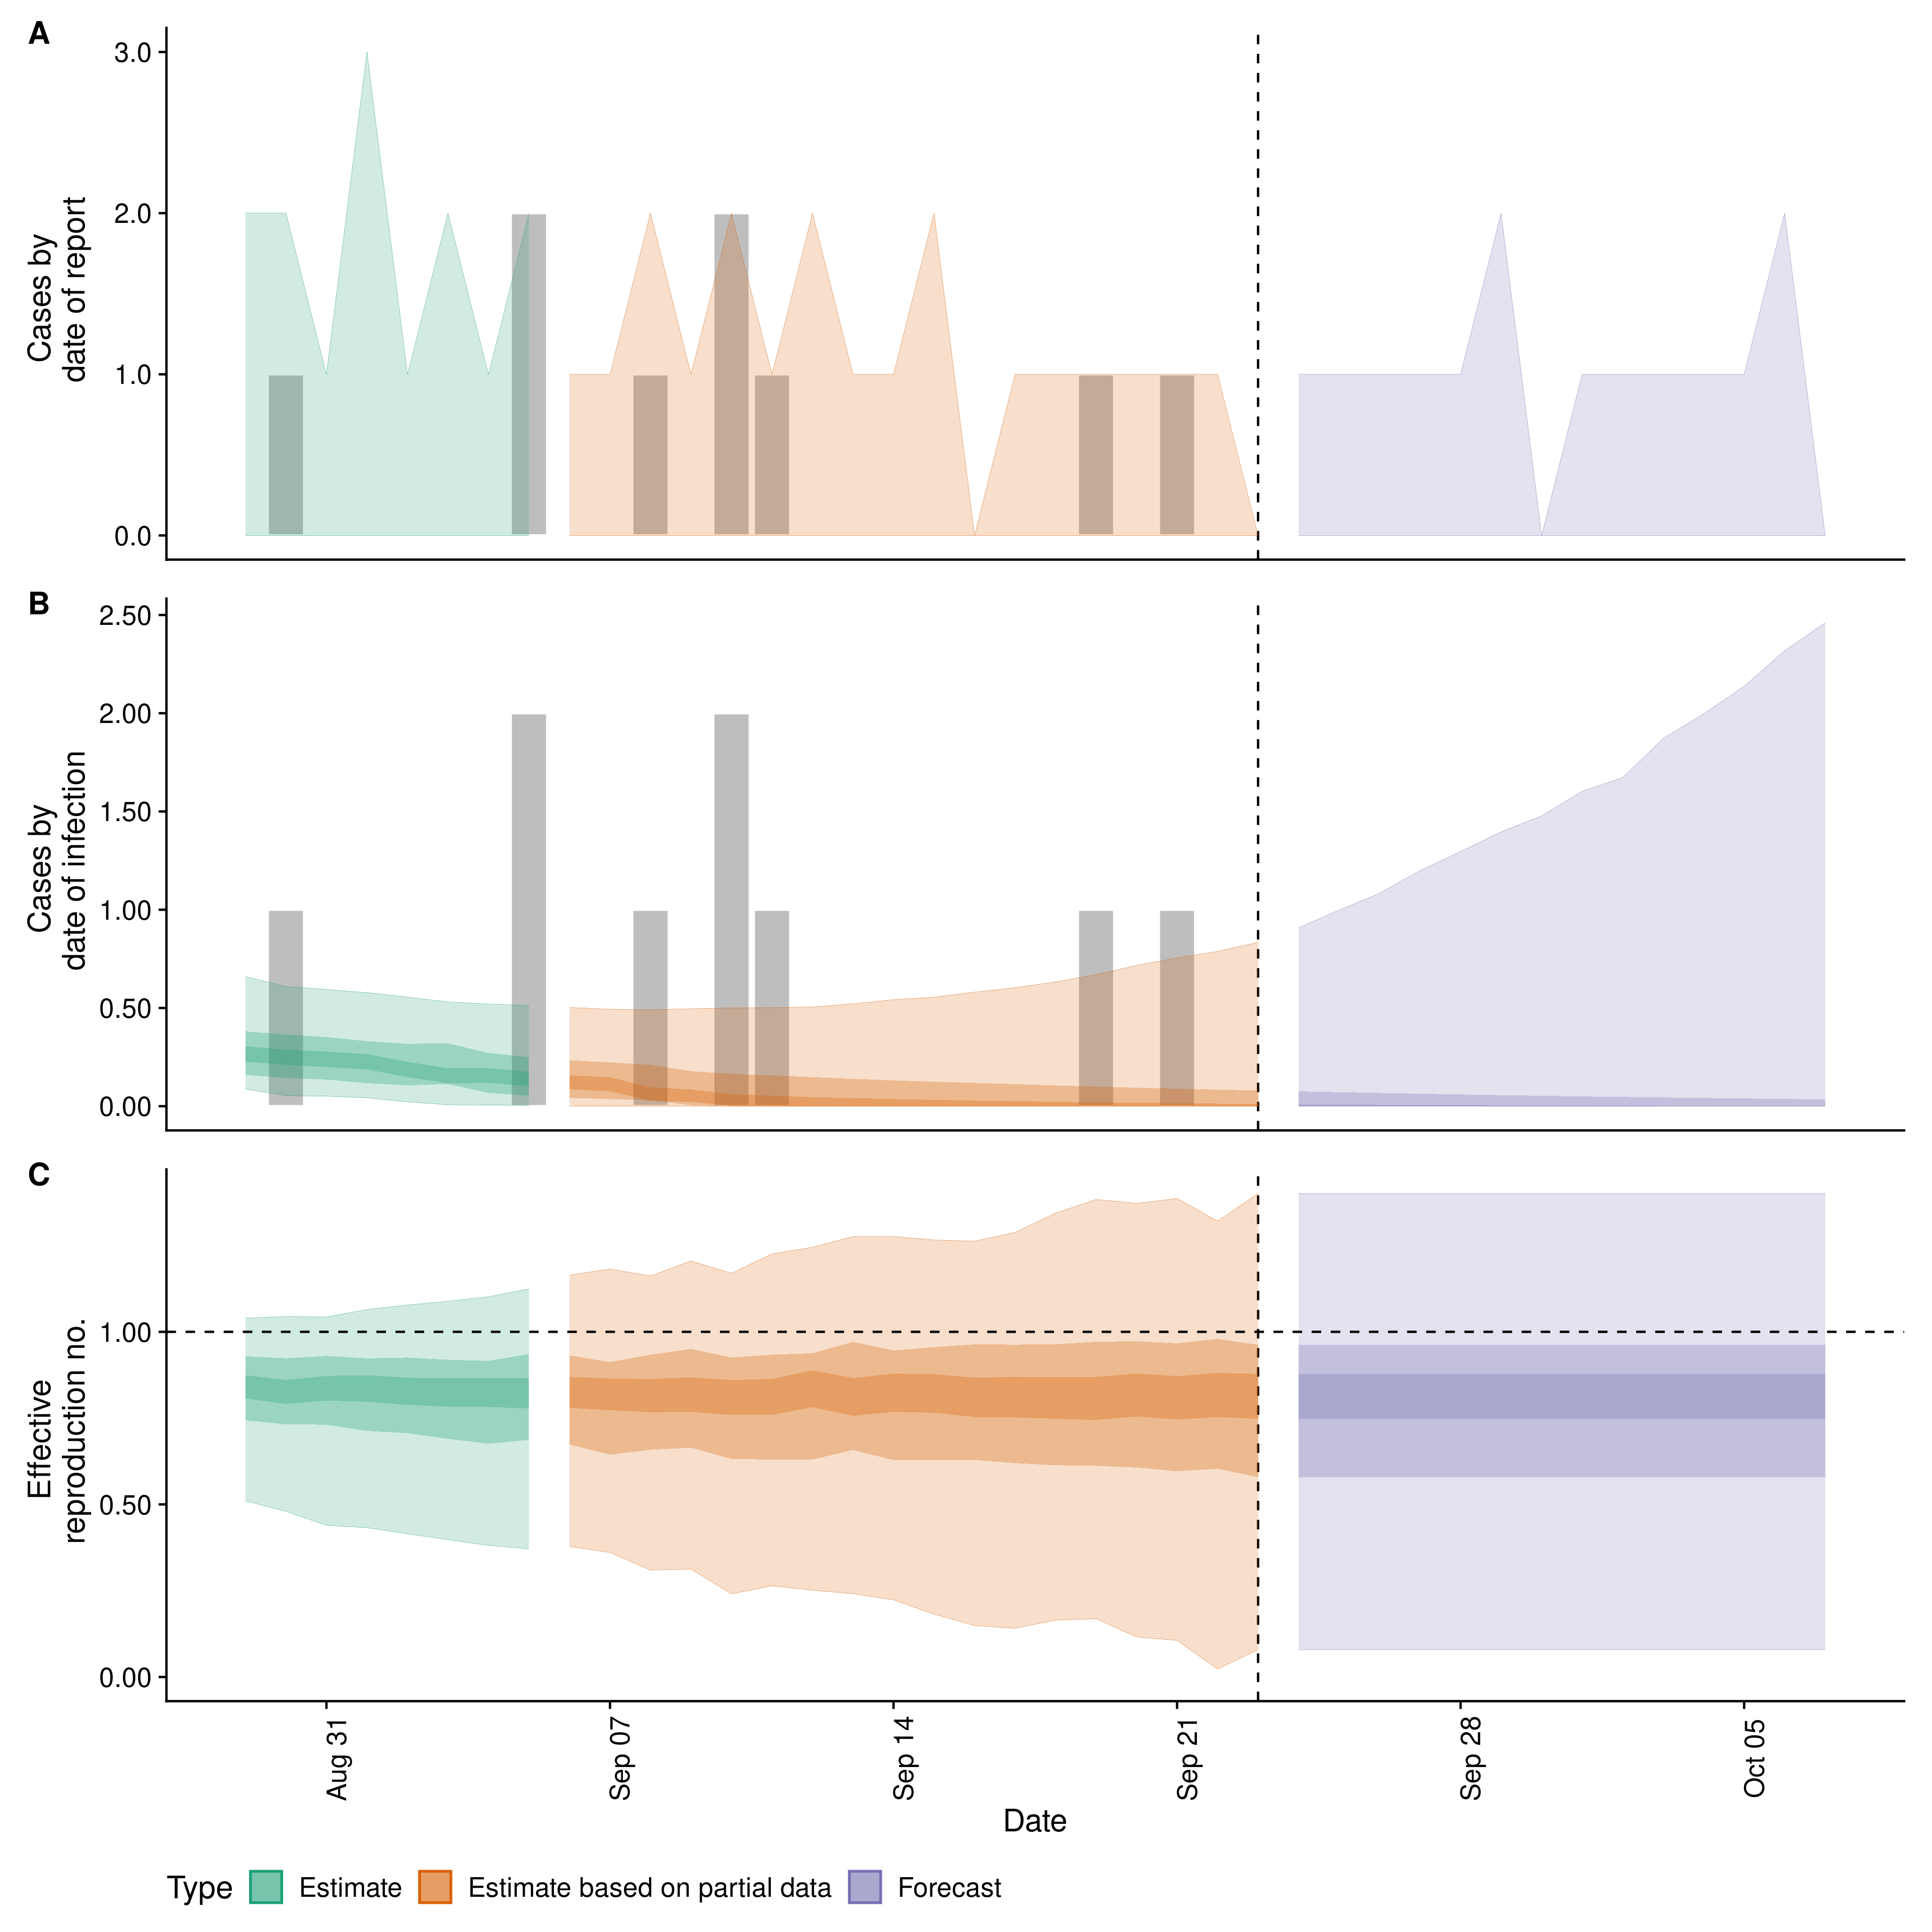 A
3.0
2.0
1.0
0.0
Cases by
date of report
B
2.50
2.00
1.50
1.00
0.50
0.00
Cases by
date of infection
C
1.00
0.50
0.00
Effective
reproduction no.
Aug 31
Sep 07
Sep 14
Sep 21
Sep 28
Oct 05
Date
Type Estimate Estimate based on partial data Forecast